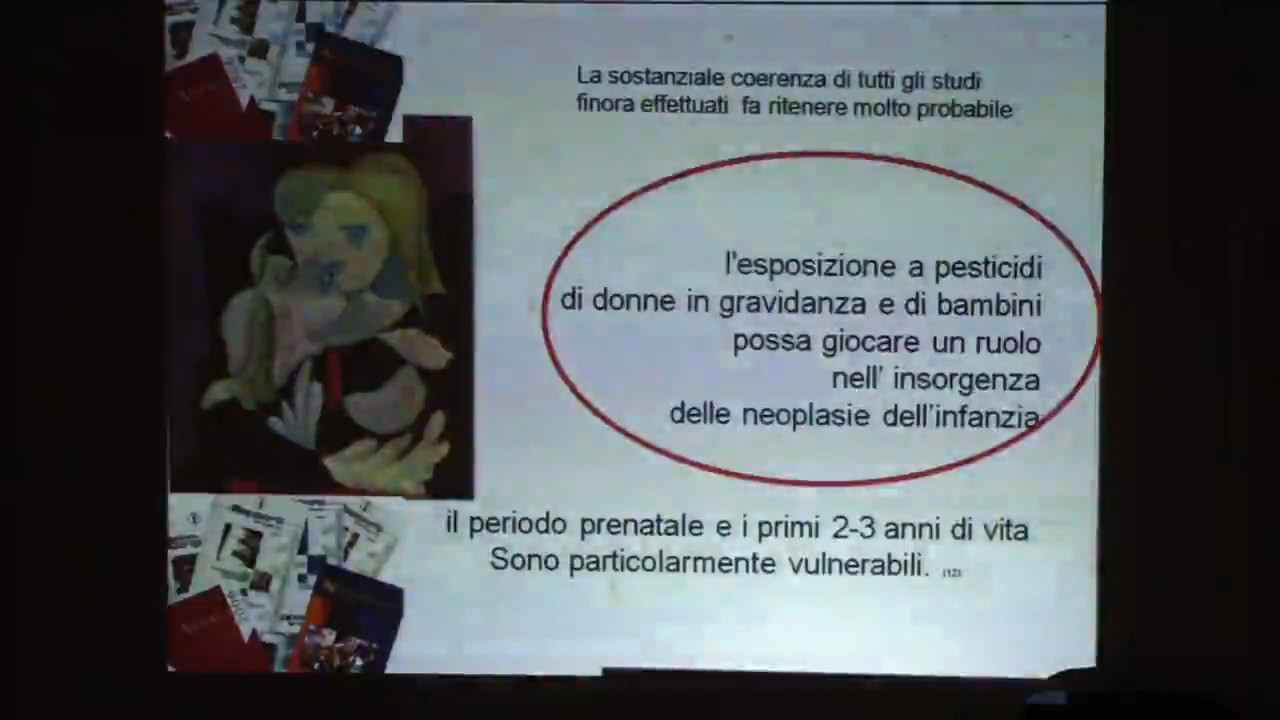 La sostanziale coerenza di tutti gli studi
finora effettuati fa ritenere molto probabile
l'esposizione a pesticidi
di donne in gravidanza e di bambini
possa giocare un ruolo
nell' insorgenza
delle neoplasie dell'infanzia
il periodo prenatale e i primi 2-3 anni di vita
Sono particolarmente vulnerabili.